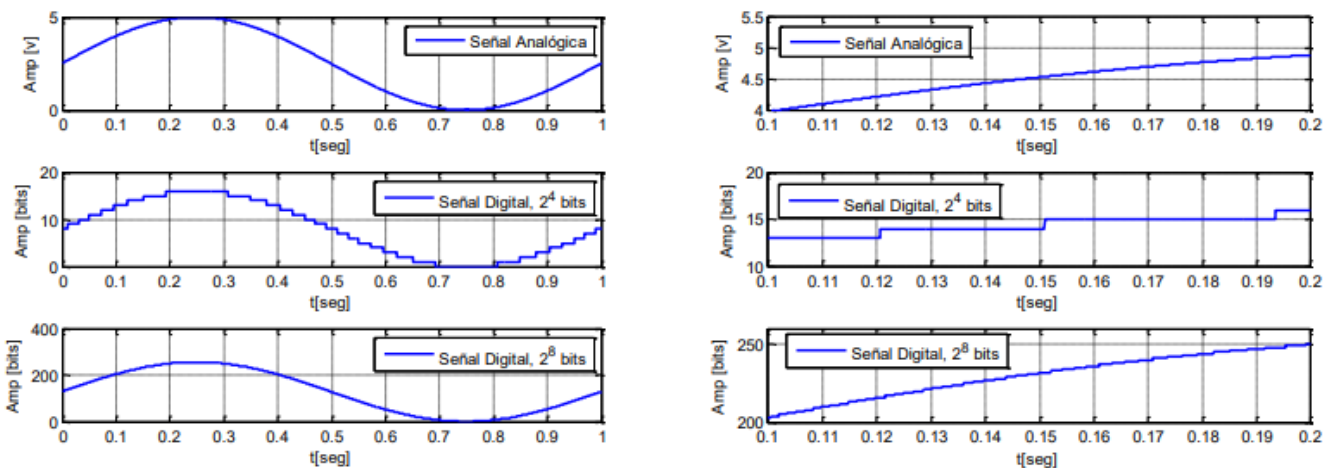 5
0
Amp [v]
Señal Analógica
0 0.1 0.2 0.3 0.4 0.5 0.6 0.7 0.8 0.9 1
t[seg]
20
10
0
Amp [bits]
Señal Digital, 2^4 bits
0 0.1 0.2 0.3 0.4 0.5 0.6 0.7 0.8 0.9 1
t[seg]
400
200
0
Amp [bits]
Señal Digital, 2^8 bits
0 0.1 0.2 0.3 0.4 0.5 0.6 0.7 0.8 0.9 1
t[seg]
5.5
5
4.5
4
Amp [v]
Señal Analógica
0.1 0.11 0.12 0.13 0.14 0.15 0.16 0.17 0.18 0.19 0.2
t[seg]
20
15
10
Amp [bits]
Señal Digital, 2^4 bits
0.1 0.11 0.12 0.13 0.14 0.15 0.16 0.17 0.18 0.19 0.2
t[seg]
250
200
Amp [bits]
Señal Digital, 2^8 bits
0.1 0.11 0.12 0.13 0.14 0.15 0.16 0.17 0.18 0.19 0.2
t[seg]